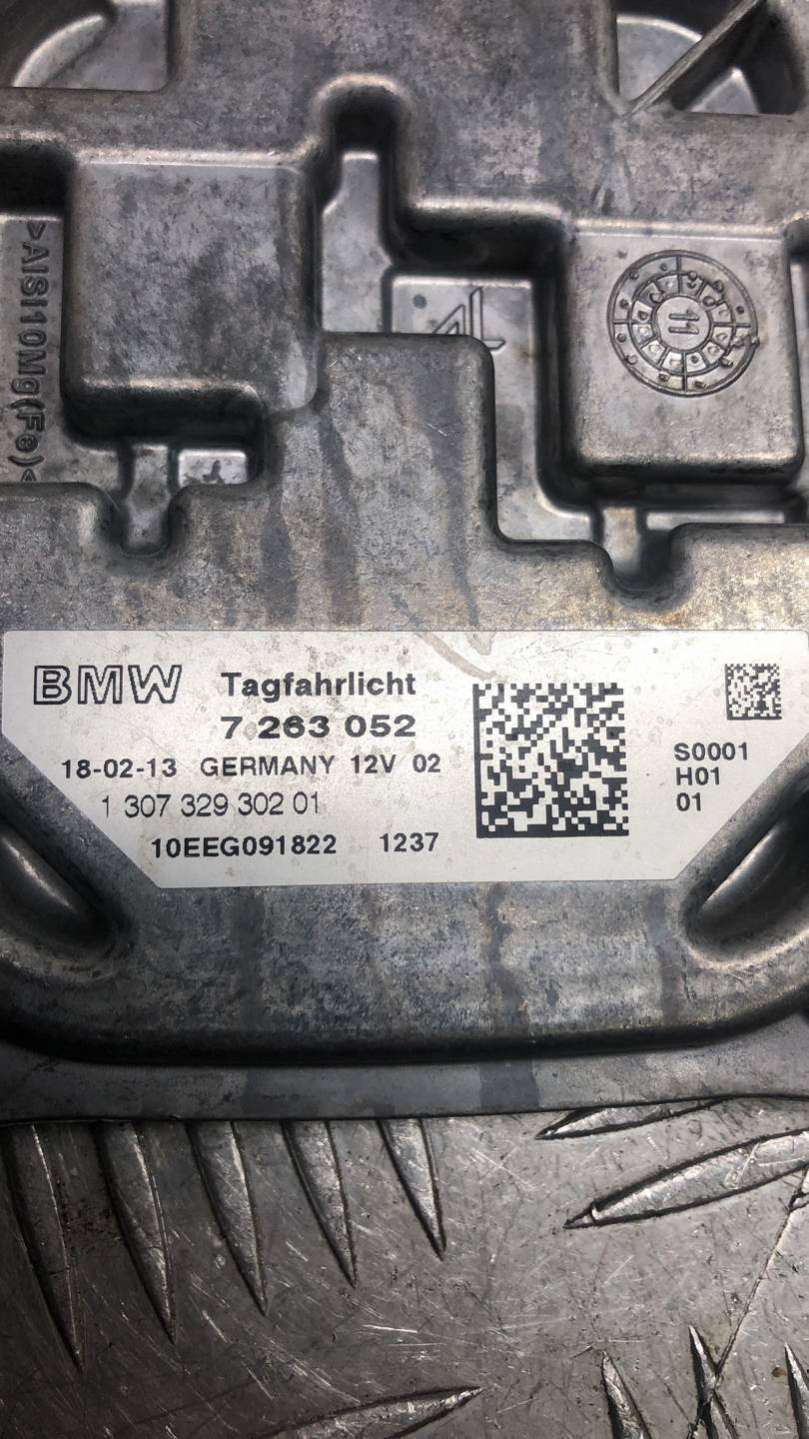 >AlSi10Mg(Fe)<
11
BMW Tagfahrlicht
7 263 052
18-02-13 GERMANY 12V 02
1 307 329 302 01
10EEG091822 1237
S0001
H01
01